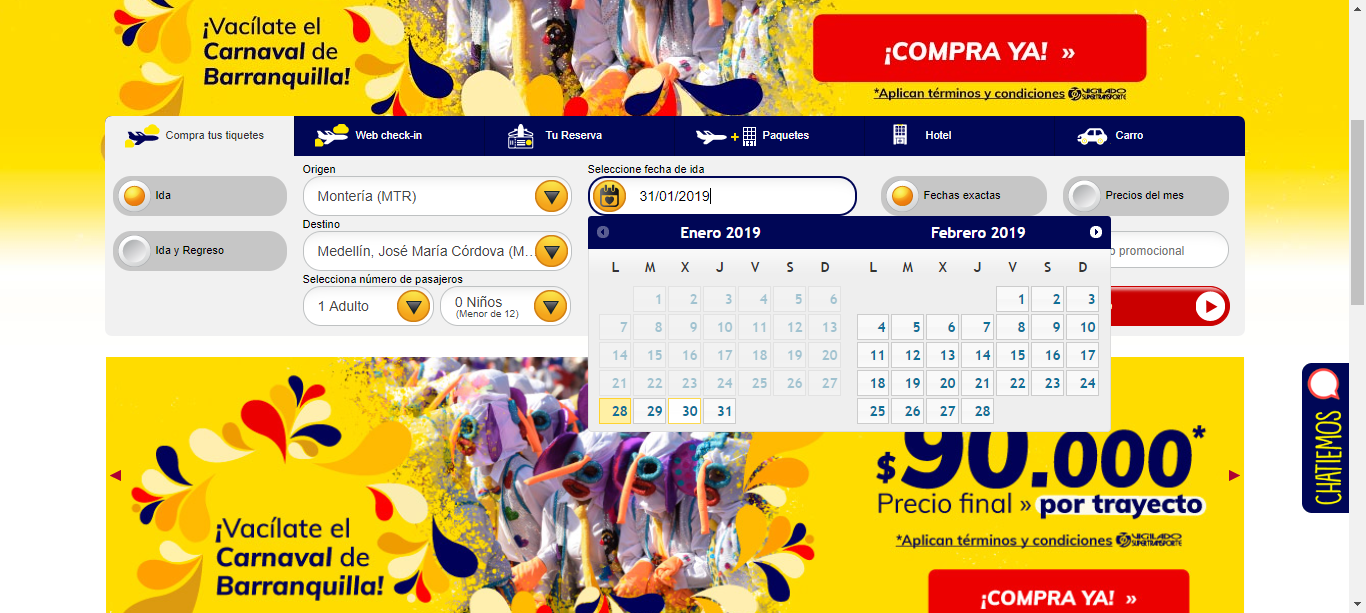 ¡Vacílate el
Carnaval de
Barranquilla!
¡COMPRA YA! »
*Aplican términos y condiciones VIGILADO
SUPERTRANSPORTE
Compra tus tiquetes
Web check-in
Tu Reserva
Paquetes
Hotel
Carro
Ida
Ida y Regreso
Origen
Montería (MTR)
Destino
Medellín, José María Córdova (M...
Selecciona número de pasajeros
1 Adulto
0 Niños
(Menor de 12)
Seleccione fecha de ida
31/01/2019
Fechas exactas
Precios del mes
promocional
Enero 2019
L M X J V S D
1 2 3 4 5 6
7 8 9 10 11 12 13
14 15 16 17 18 19 20
21 22 23 24 25 26 27
28 29 30 31
Febrero 2019
L M X J V S D
1 2 3
4 5 6 7 8 9 10
11 12 13 14 15 16 17
18 19 20 21 22 23 24
25 26 27 28
CHATIEMOS
¡Vacílate el
Carnaval de
Barranquilla!
$90.000*
Precio final » por trayecto
*Aplican términos y condiciones VIGILADO
SUPERTRANSPORTE
¡COMPRA YA! »